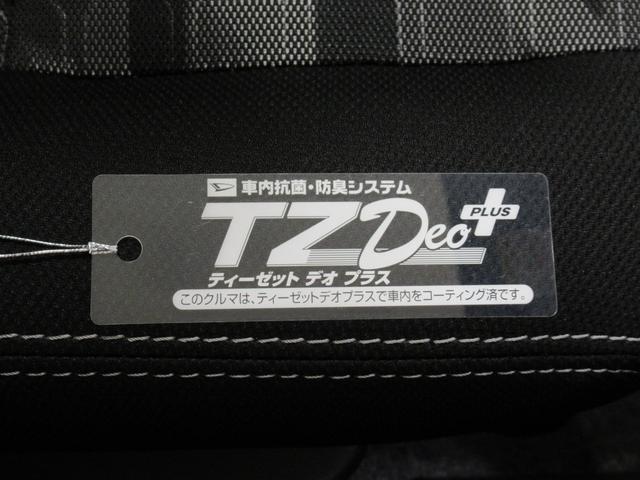 車内抗菌・防臭システム
TZ Deo PLUS
ティーゼット デオ プラス
このクルマは、ティーゼットデオプラスで車内をコーティング済です。